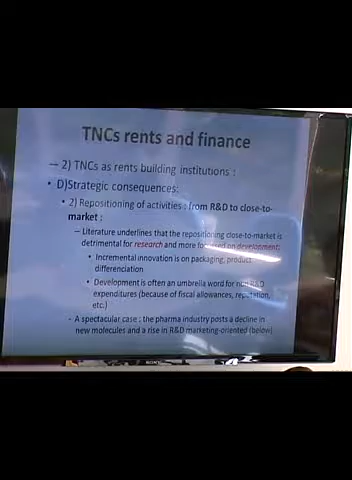 TNCs rents and finance
— 2) TNCs as rents building institutions :
• D)Strategic consequences:
• 2) Repositioning of activities : from R&D to close-to-
market :
— Literature underlines that the repositioning close-to-market is
detrimental for research and more focused on development:
• Incremental innovation is on packaging, product
differenciation
• Development is often an umbrella word for non R&D
expenditures (because of fiscal allowances, reputation,
etc.)
– A spectacular case : the pharma industry posts a decline in
new molecules and a rise in R&D marketing-oriented (below)
SONY